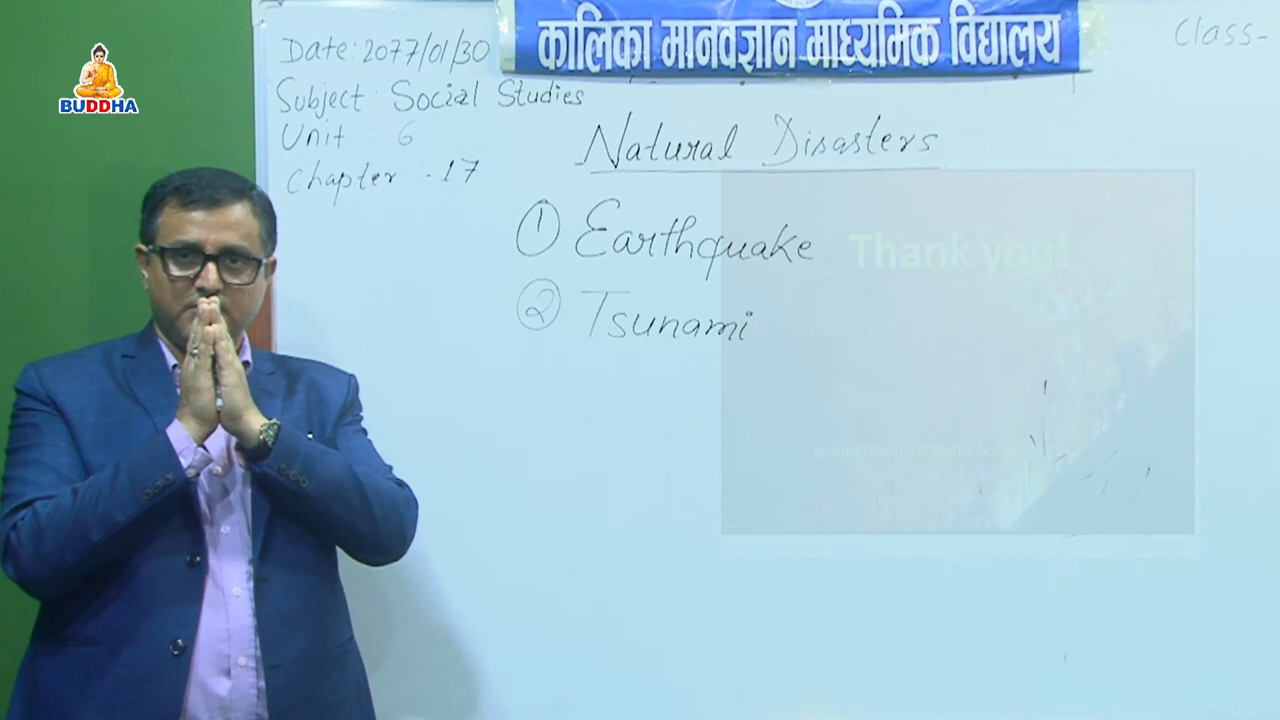 BUDDHA
कालिका मानवज्ञान माध्यमिक विद्यालय
Class-
Date: 2077/01/30
Subject: Social Studies
Unit : 6
Chapter :-17
Natural Disasters
① Earthquake
② Tsunami
Thank you!